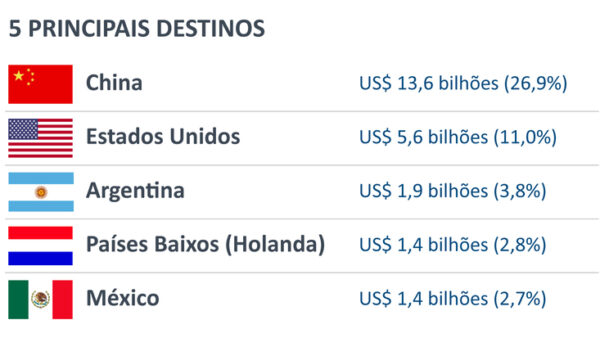 5 PRINCIPAIS DESTINOS
China US$ 13,6 bilhões (26,9%)
Estados Unidos US$ 5,6 bilhões (11,0%)
Argentina US$ 1,9 bilhões (3,8%)
Países Baixos (Holanda) US$ 1,4 bilhões (2,8%)
México US$ 1,4 bilhões (2,7%)